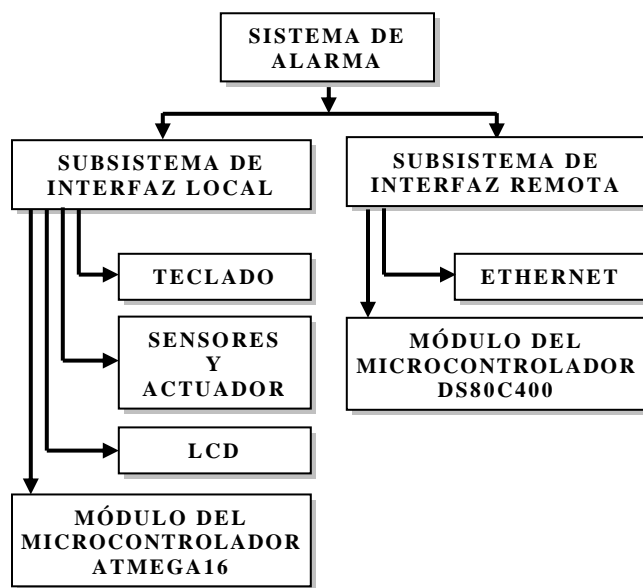 SISTEMA DE
ALARMA
SUBSISTEMA DE
INTERFAZ LOCAL
SUBSISTEMA DE
INTERFAZ REMOTA
TECLADO
ETHERNET
SENSORES
Y
ACTUADOR
MÓDULO DEL
MICROCONTROLADOR
DS80C400
LCD
MÓDULO DEL
MICROCONTROLADOR
ATMEGA16